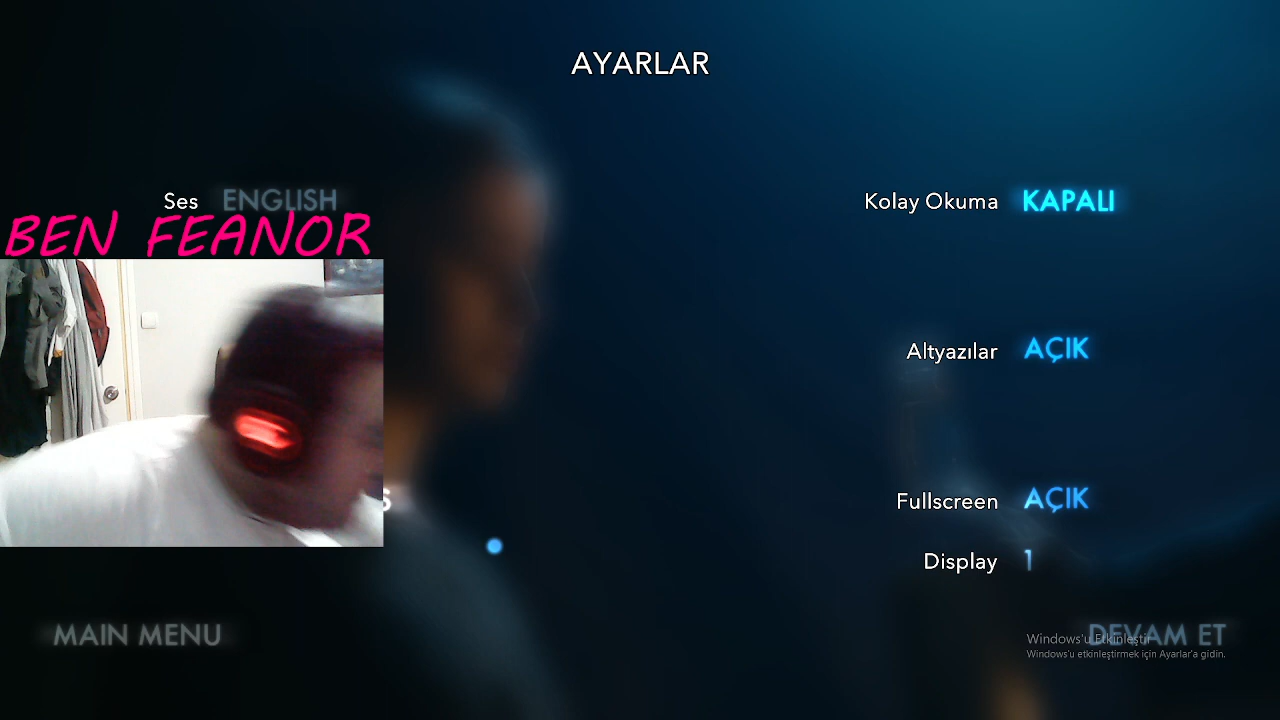 AYARLAR
Ses ENGLISH
Kolay Okuma KAPALI
BEN FEANOR
Altyazılar AÇIK
Fullscreen AÇIK
Display 1
MAIN MENU
DEVAM ET
Windows'u Etkinleştir
Windows'u etkinleştirmek için Ayarlar'a gidin.